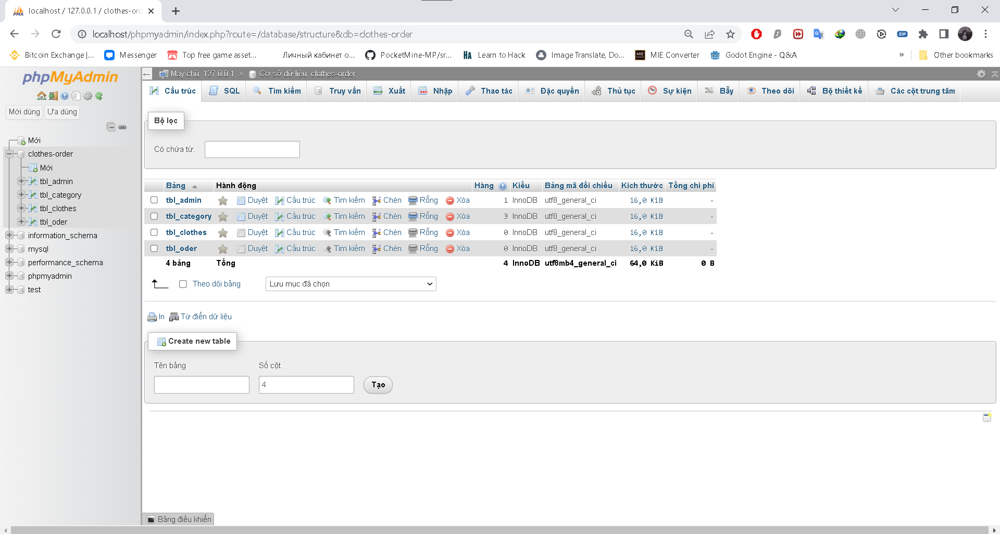 localhost / 127.0.0.1 / clothes-ord
localhost/phpmyadmin/index.php?route=/database/structure&db=clothes-order
Bitcoin Exchange |... Messenger Top free game asset... Личный кабинет о... PocketMine-MP/sr... Learn to Hack Image Translate, Do... MIE Converter Godot Engine - Q&A » Other bookmarks
phpMyAdmin
Mới dùng Ưa dùng
Mới
clothes-order
Mới
tbl_admin
tbl_category
tbl_clothes
tbl_oder
information_schema
mysql
performance_schema
phpmyadmin
test
Máy chủ: 127.0.0.1 » Cơ sở dữ liệu: clothes-order
Cấu trúc SQL Tìm kiếm Truy vấn Xuất Nhập Thao tác Đặc quyền Thủ tục Sự kiện Bẫy Theo dõi Bộ thiết kế Các cột trung tâm
Bộ lọc
Có chứa từ:
Bảng Hành động Hàng Kiểu Bảng mã đối chiếu Kích thước Tổng chi phí
tbl_admin Duyệt Cấu trúc Tìm kiếm Chèn Rỗng Xóa 1 InnoDB utf8_general_ci 16,0 KiB -
tbl_category Duyệt Cấu trúc Tìm kiếm Chèn Rỗng Xóa 3 InnoDB utf8_general_ci 16,0 KiB -
tbl_clothes Duyệt Cấu trúc Tìm kiếm Chèn Rỗng Xóa 0 InnoDB utf8_general_ci 16,0 KiB -
tbl_oder Duyệt Cấu trúc Tìm kiếm Chèn Rỗng Xóa 0 InnoDB utf8_general_ci 16,0 KiB -
4 bảng Tổng 4 InnoDB utf8mb4_general_ci 64,0 KiB 0 B
Theo dõi bảng Lưu mục đã chọn
In Từ điển dữ liệu
Create new table
Tên bảng Số cột
4 Tạo
Bảng điều khiển